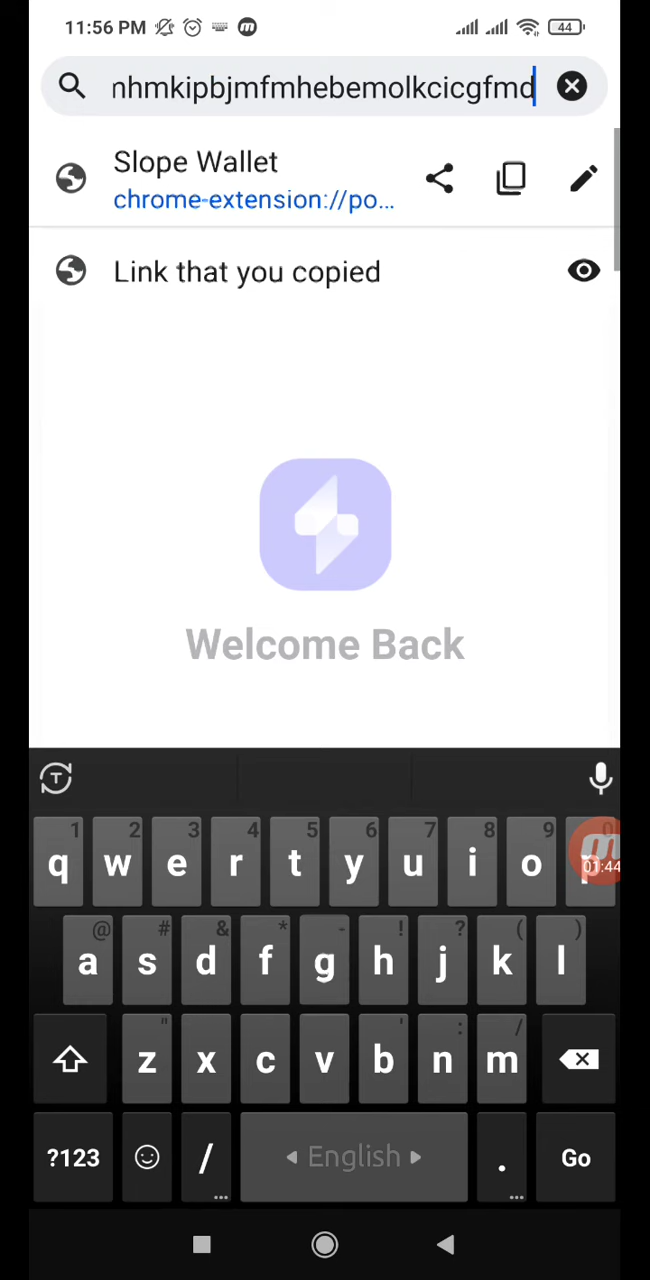 11:56 PM 44
nhmkipbjmfmhebemolkcicgfmd
Slope Wallet
chrome-extension://po...
Link that you copied
Welcome Back
T
1 2 3 4 5 6 7 8 9 0
q w e r t y u i o p
01:44
@ # & * - ! ? ( )
a s d f g h j k l
" ' : /
z x c v b n m
?123 / ... English . ... Go